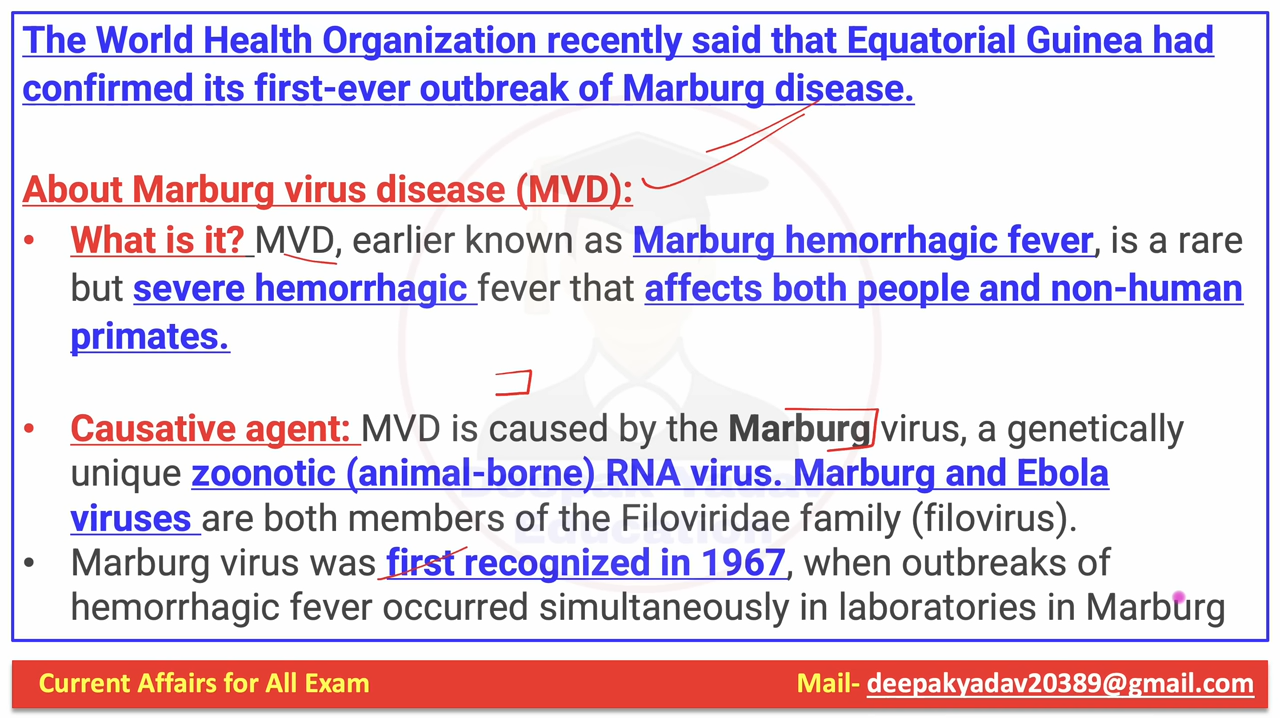 The World Health Organization recently said that Equatorial Guinea had
confirmed its first-ever outbreak of Marburg disease.
About Marburg virus disease (MVD):
• What is it? MVD, earlier known as Marburg hemorrhagic fever, is a rare
but severe hemorrhagic fever that affects both people and non-human
primates.
• Causative agent: MVD is caused by the Marburg virus, a genetically
unique zoonotic (animal-borne) RNA virus. Marburg and Ebola
viruses are both members of the Filoviridae family (filovirus).
• Marburg virus was first recognized in 1967, when outbreaks of
hemorrhagic fever occurred simultaneously in laboratories in Marburg
Deepak Yadav
Education
Current Affairs for All Exam
Mail- deepakyadav20389@gmail.com